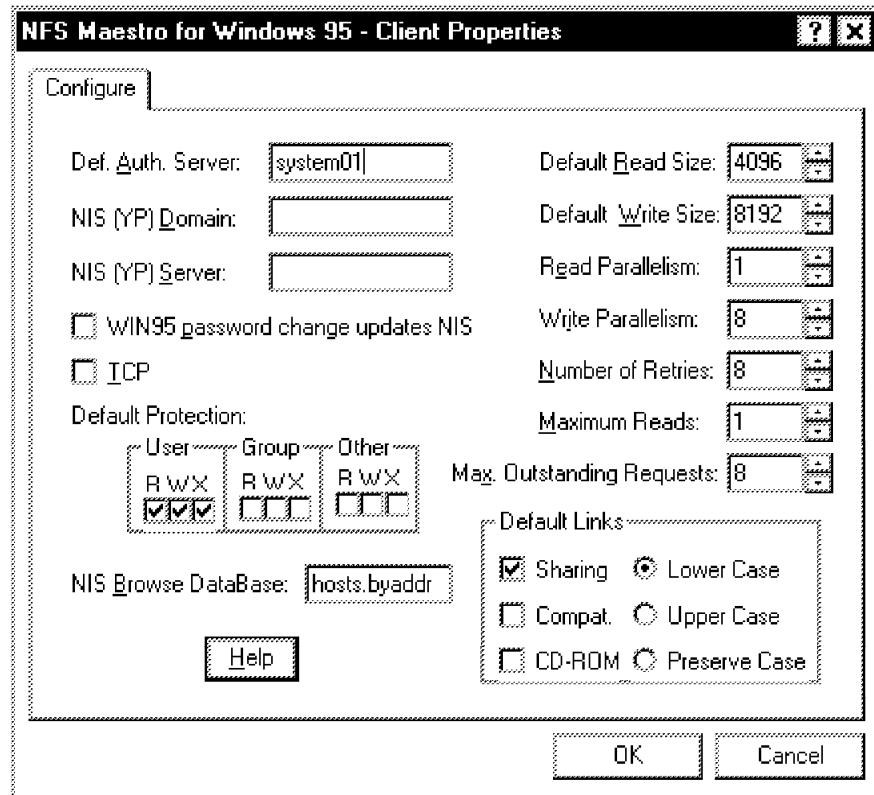 NFS Maestro for Windows 95 - Client Properties
Configure
Def. Auth. Server: system01
NIS (YP) Domain:
NIS (YP) Server:
WIN95 password change updates NIS
TCP
Default Protection:
User Group Other
R W X R W X R W X
NIS Browse DataBase: hosts.byaddr
Help
Default Read Size: 4096
Default Write Size: 8192
Read Parallelism: 1
Write Parallelism: 8
Number of Retries: 8
Maximum Reads: 1
Max. Outstanding Requests: 8
Default Links
Sharing Lower Case
Compat. Upper Case
CD-ROM Preserve Case
OK Cancel